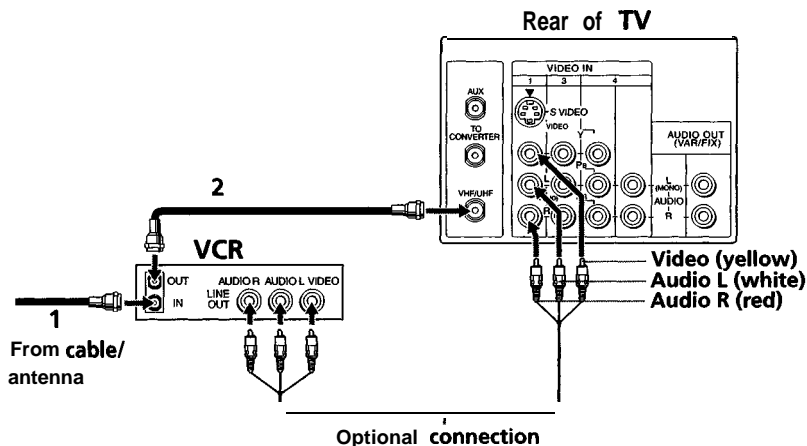 Rear of TV
VIDEO IN
1 3 4
AUX
S VIDEO
VIDEO
TO
CONVERTER
Y
PB
AUDIO OUT
(VAR/FIX)
VHF/UHF
L
L
(MONO)
AUDIO
R
R
2
VCR
Video (yellow)
Audio L (white)
Audio R (red)
OUT
IN
AUDIO R AUDIO L VIDEO
LINE
OUT
1
From cable/
antenna
Optional connection